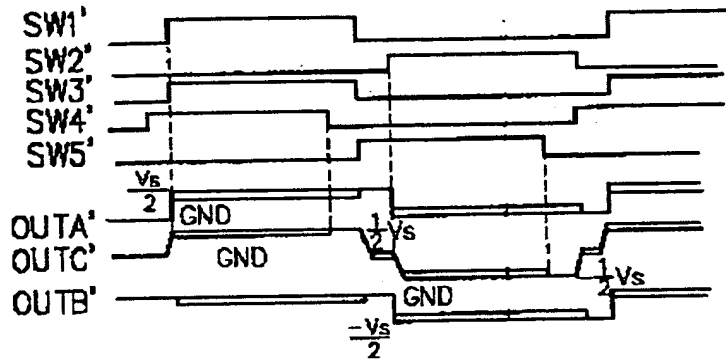 SW1'
SW2'
SW3'
SW4'
SW5'
Vs
2
GND
OUTA'
1
2
Vs
OUTC'
GND
1
2
Vs
OUTB'
GND
-Vs
2